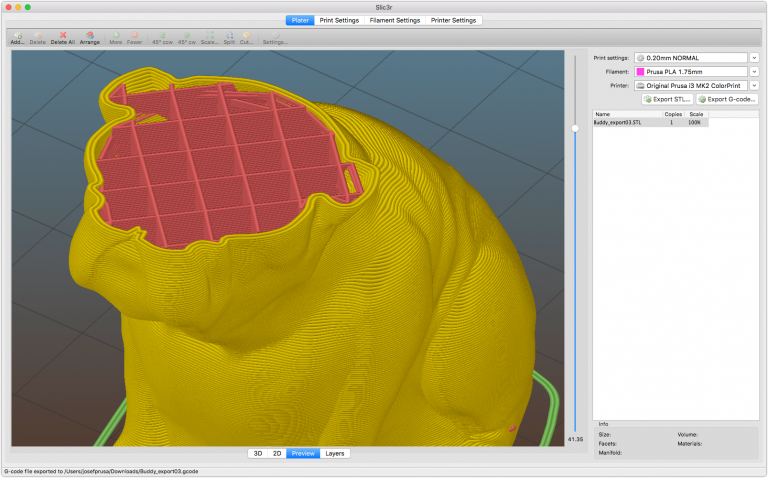 Slic3r
Plater Print Settings Filament Settings Printer Settings
Add... Delete Delete All Arrange More Fewer 45° ccw 45° cw Scale... Split Cut... Settings...
Print settings: 0.20mm NORMAL
Filament: Prusa PLA 1.75mm
Printer: Original Prusa i3 MK2 ColorPrint
Export STL... Export G-code...
Name Copies Scale
Buddy_export03.STL 1 100%
41.35
Info
Size: Volume:
Facets: Materials:
Manifold:
3D 2D Preview Layers
G-code file exported to /Users/josefprusa/Downloads/Buddy_export03.gcode